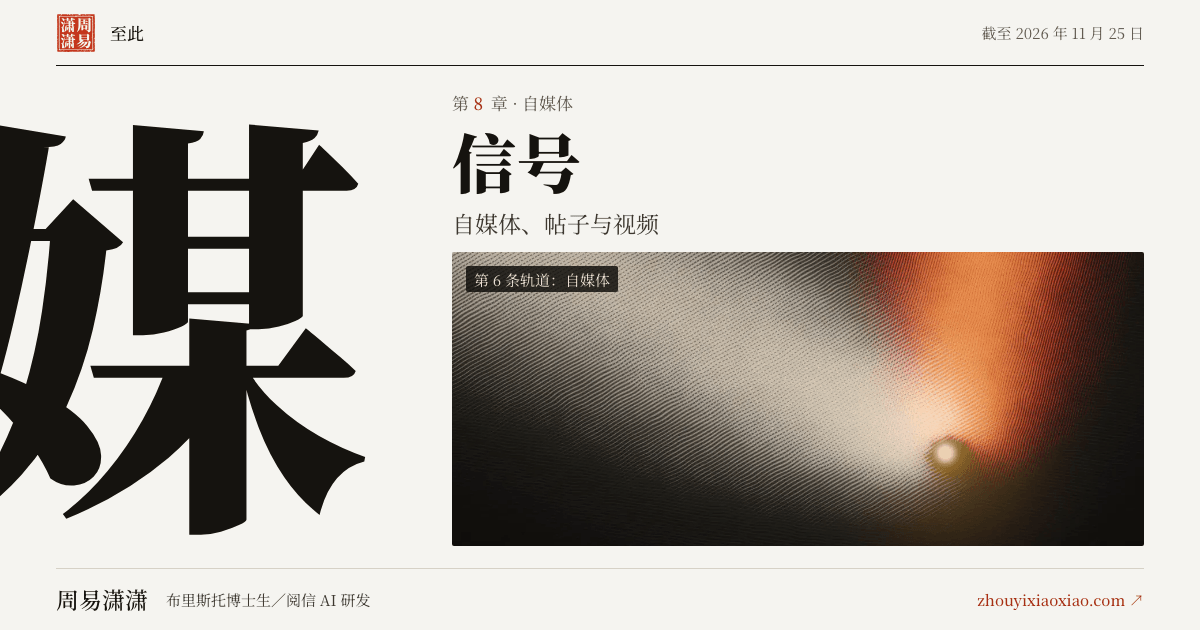 周易潇潇
至此
截至 2026 年 11 月 25 日
媒
第 8 章 · 自媒体
信号
自媒体、帖子与视频
第 6 条轨道：自媒体
周易潇潇
布里斯托博士生／阅信 AI 研发
zhouyixiaoxiao.com ↗